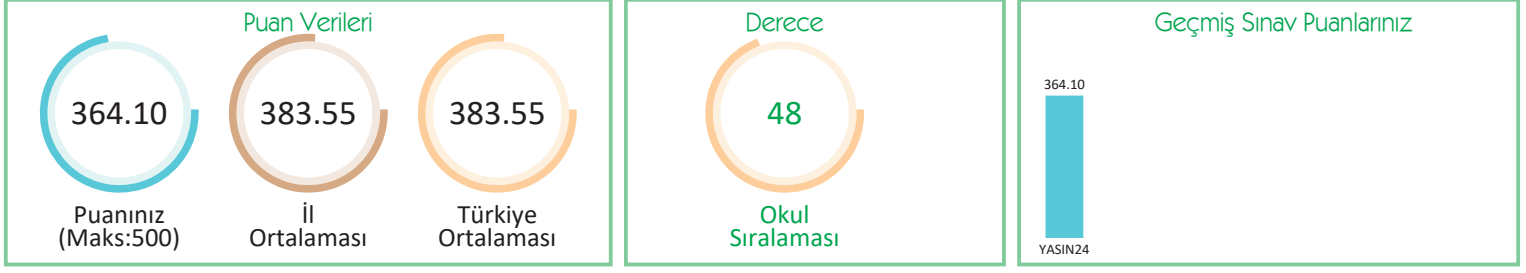 Puan Verileri
364.10
383.55
383.55
Puanınız
(Maks:500)
İl
Ortalaması
Türkiye
Ortalaması
Derece
48
Okul
Sıralaması
Geçmiş Sınav Puanlarınız
364.10
YASIN24